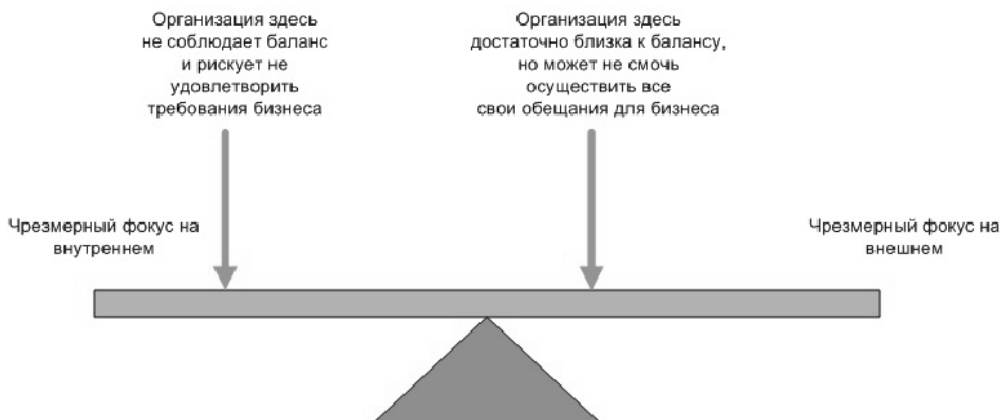 Организация здесь
не соблюдает баланс
и рискует не
удовлетворить
требования бизнеса
Организация здесь
достаточно близка к балансу,
но может не смочь
осуществить все
свои обещания для бизнеса
Чрезмерный фокус на
внутреннем
Чрезмерный фокус на
внешнем